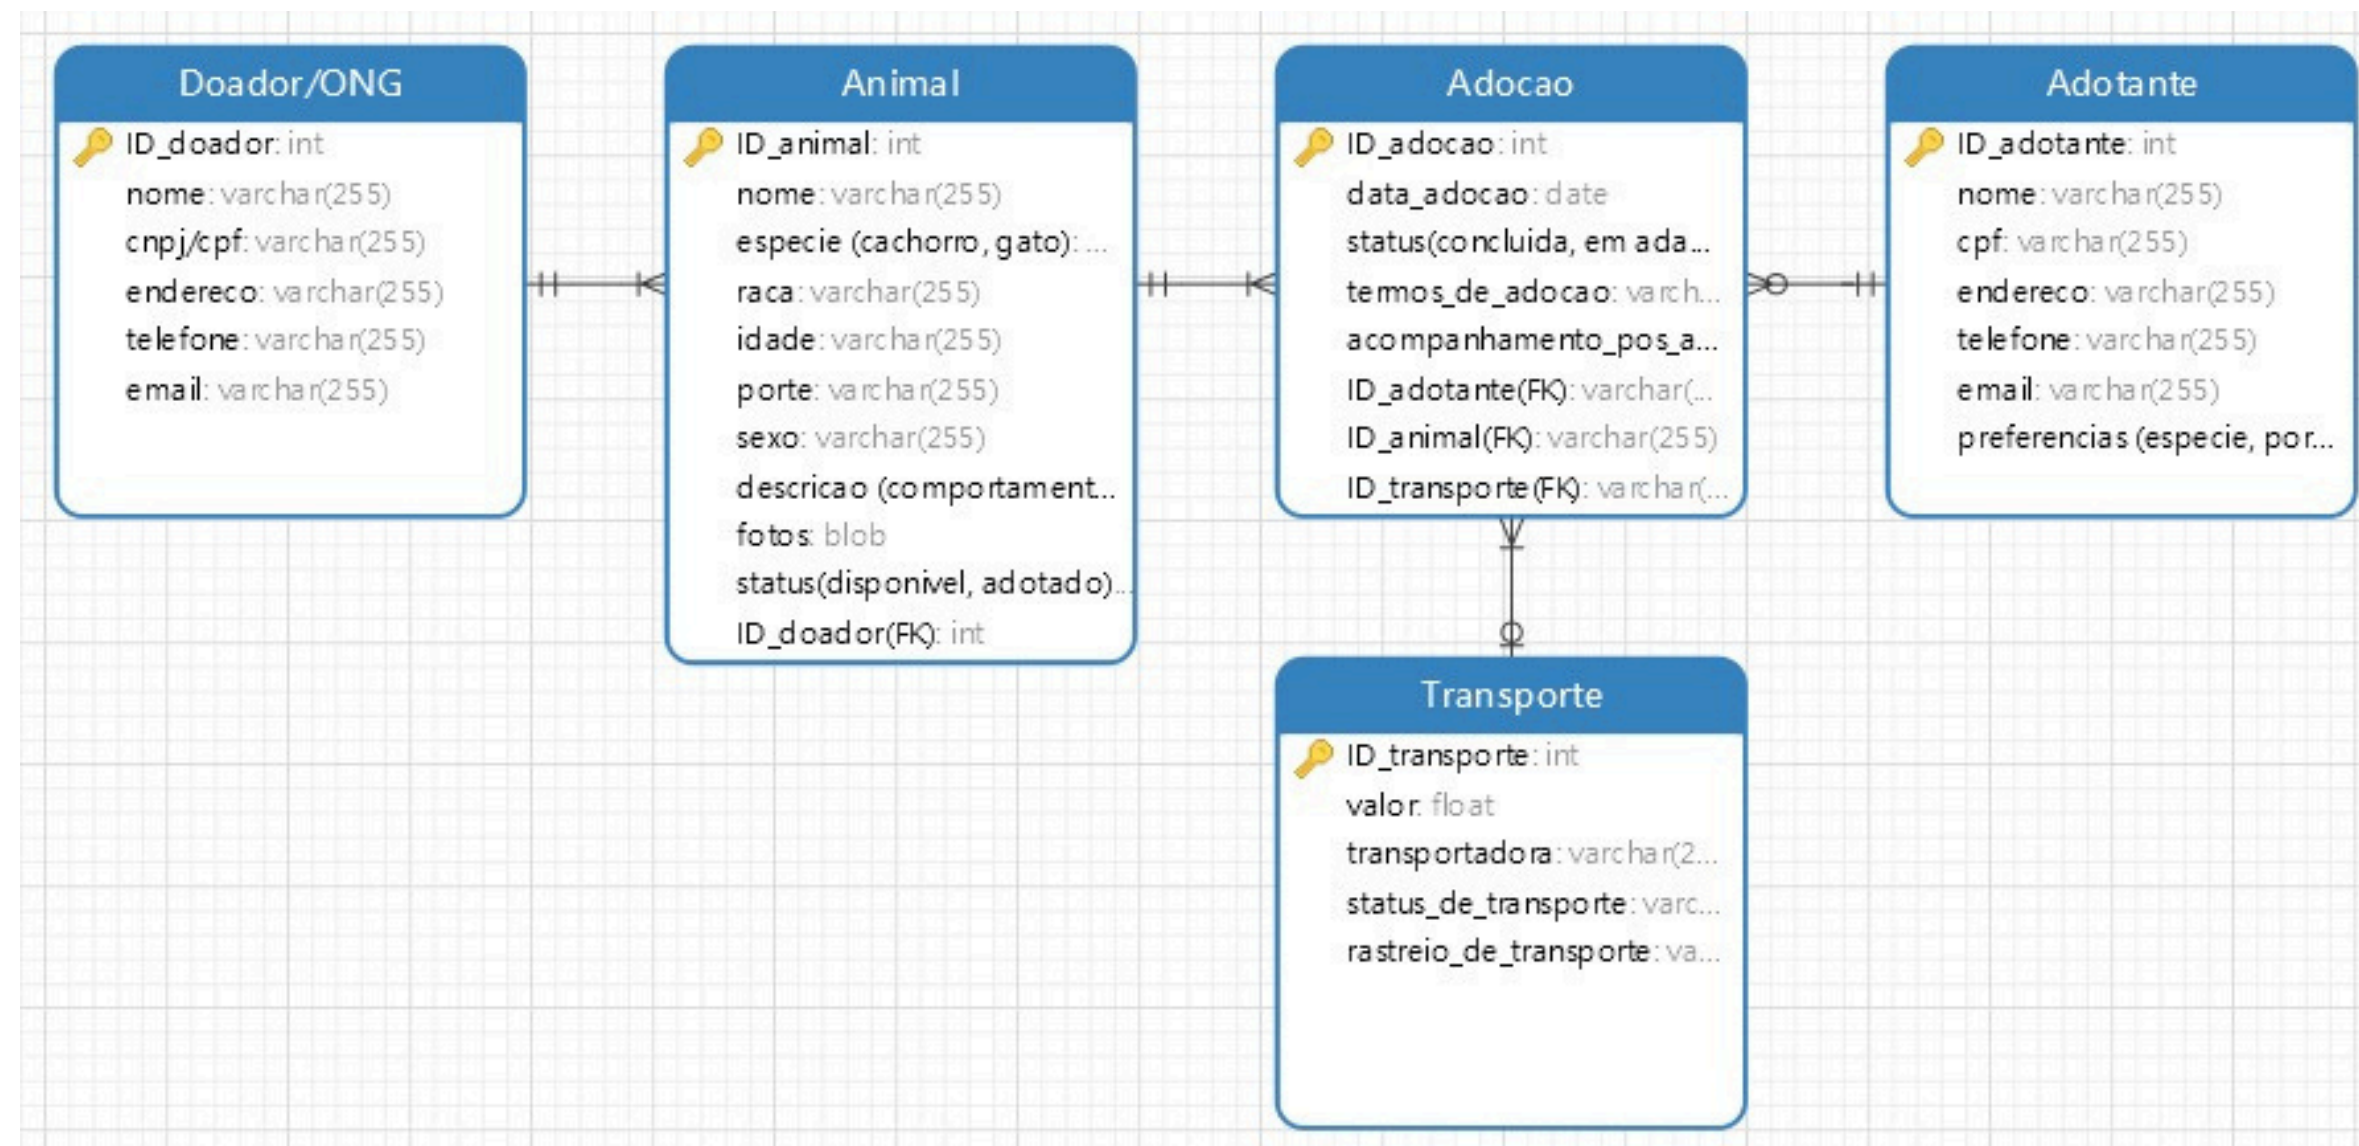 Doador/ONG
ID_doador: int
nome: varchar(255)
cnpj/cpf: varchar(255)
endereco: varchar(255)
telefone: varchar(255)
email: varchar(255)
Animal
ID_animal: int
nome: varchar(255)
especie (cachorro, gato): ...
raca: varchar(255)
idade: varchar(255)
porte: varchar(255)
sexo: varchar(255)
descricao (comportament...
fotos: blob
status(disponivel, adotado)...
ID_doador(FK): int
Adocao
ID_adocao: int
data_adocao: date
status(concluida, em ada...
termos_de_adocao: varch...
acompanhamento_pos_a...
ID_adotante(FK): varchar(...
ID_animal(FK): varchar(255)
ID_transporte(FK): varchar(...
Adotante
ID_adotante: int
nome: varchar(255)
cpf: varchar(255)
endereco: varchar(255)
telefone: varchar(255)
email: varchar(255)
preferencias (especie, por...
Transporte
ID_transporte: int
valor: float
transportadora: varchar(2...
status_de_transporte: varc...
rastreio_de_transporte: va...